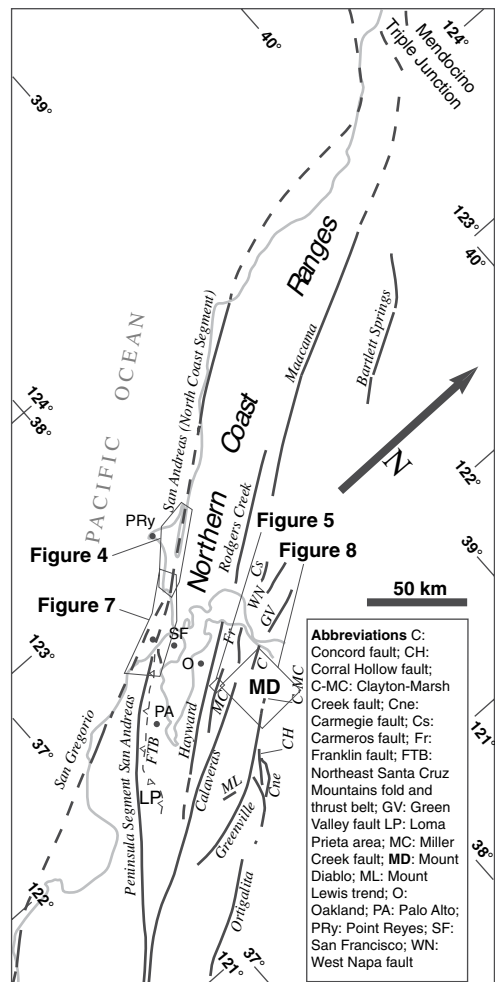 40°
124°
Mendocino
Triple Junction
39°
123°
40°
Ranges
Maacama
Bartlett Springs
PACIFIC OCEAN
San Andreas (North Coast Segment)
124°
38°
Coast
Northern
N
122°
PRy
Rodgers Creek
Figure 5
Figure 4
Figure 8
39°
Cs
WN
GV
Figure 7
50 km
SF
Fr
C
O
MD
C-MC
MC
123°
37°
San Gregorio
Peninsula Segment San Andreas
PA
FTB
LP
Hayward
Calaveras
ML
CH
Cne
Greenville
Ortigalita
121°
38°
122°
121°
37°
Abbreviations C:
Concord fault; CH:
Corral Hollow fault;
C-MC: Clayton-Marsh
Creek fault; Cne:
Carmegie fault; Cs:
Carmeros fault; Fr:
Franklin fault; FTB:
Northeast Santa Cruz
Mountains fold and
thrust belt; GV: Green
Valley fault LP: Loma
Prieta area; MC: Miller
Creek fault; MD: Mount
Diablo; ML: Mount
Lewis trend; O:
Oakland; PA: Palo Alto;
PRy: Point Reyes; SF:
San Francisco; WN:
West Napa fault